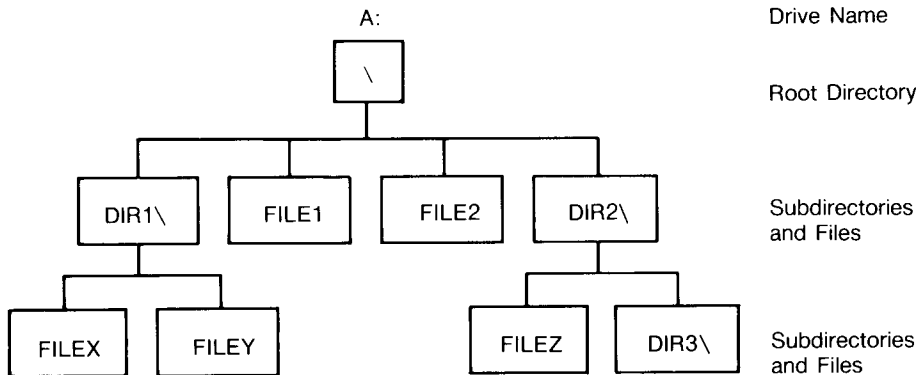 A: Drive Name
\ Root Directory
DIR1\ FILE1 FILE2 DIR2\ Subdirectories
and Files
FILEX FILEY FILEZ DIR3\ Subdirectories
and Files